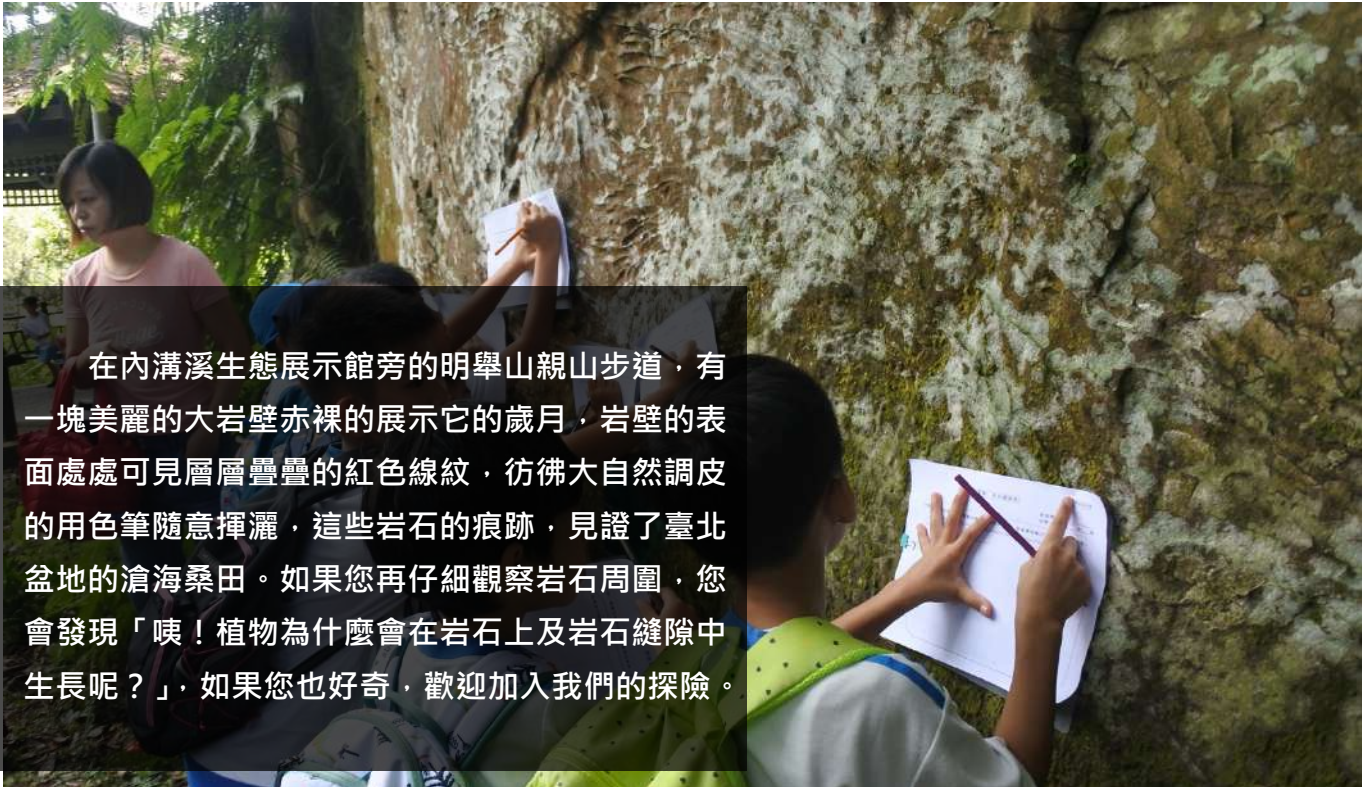 在內溝溪生態展示館旁的明舉山親山步道，有
一塊美麗的大岩壁赤裸的展示它的歲月，岩壁的表
面處處可見層層疊疊的紅色線紋，彷彿大自然調皮
的用色筆隨意揮灑，這些岩石的痕跡，見證了臺北
盆地的滄海桑田。如果您再仔細觀察岩石周圍，您
會發現「咦！植物為什麼會在岩石上及岩石縫隙中
生長呢？」，如果您也好奇，歡迎加入我們的探險。